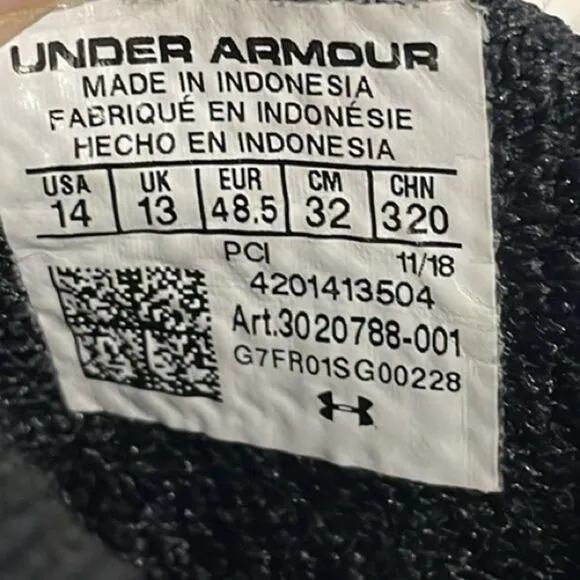 UNDER ARMOUR
MADE IN INDONESIA
FABRIQUÉ EN INDONÉSIE
HECHO EN INDONESIA
USA UK EUR CM CHN
14 13 48.5 32 320
PCI 11/18
4201413504
Art.3020788-001
G7FR01SG00228